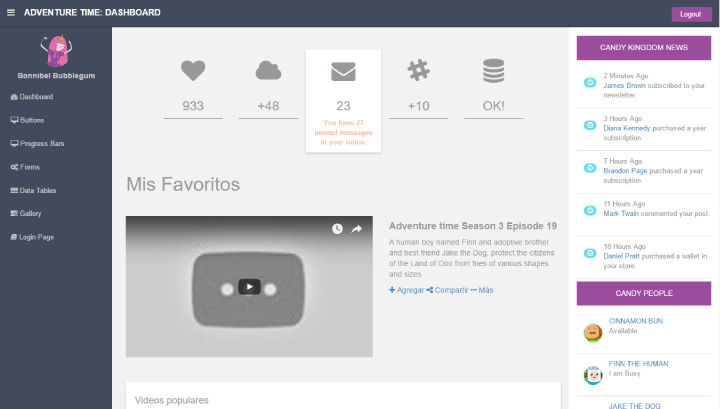 ADVENTURE TIME: DASHBOARD
Logout
Bonnibel Bubblegum
Dashboard
Buttons
Progress Bars
Forms
Data Tables
Gallery
Login Page
933
+48
23
You have 23
unread messages
in your inbox.
+10
OK!
Mis Favoritos
Adventure time Season 3 Episode 19
A human boy named Finn and adoptive brother
and best friend Jake the Dog, protect the citizens
of the Land of Ooo from foes of various shapes
and sizes.
Agregar Compartir Más
Videos populares
CANDY KINGDOM NEWS
2 Minutes Ago
James Brown subscribed to your
newsletter.
3 Hours Ago
Diana Kennedy purchased a year
subscription.
7 Hours Ago
Brandon Page purchased a year
subscription.
11 Hours Ago
Mark Twain commented your post.
18 Hours Ago
Daniel Pratt purchased a wallet in
your store.
CANDY PEOPLE
CINNAMON BUN
Available
FINN THE HUMAN
I am Busy
JAKE THE DOG